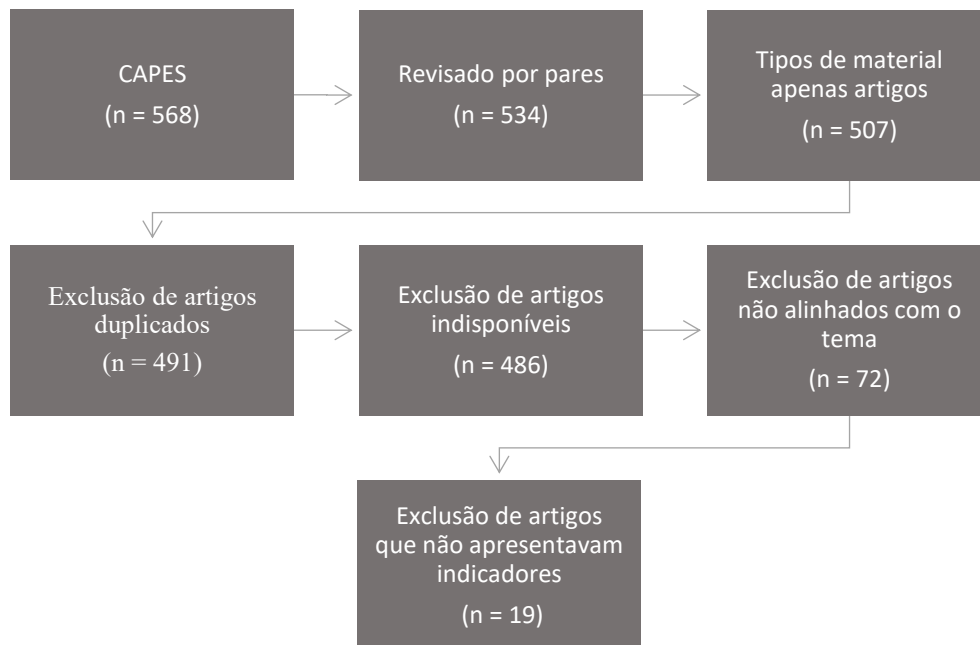 CAPES
(n = 568)
Revisado por pares
(n = 534)
Tipos de material
apenas artigos
(n = 507)
Exclusão de artigos
duplicados
(n = 491)
Exclusão de artigos
indisponíveis
(n = 486)
Exclusão de artigos
não alinhados com o
tema
(n = 72)
Exclusão de artigos
que não apresentavam
indicadores
(n = 19)